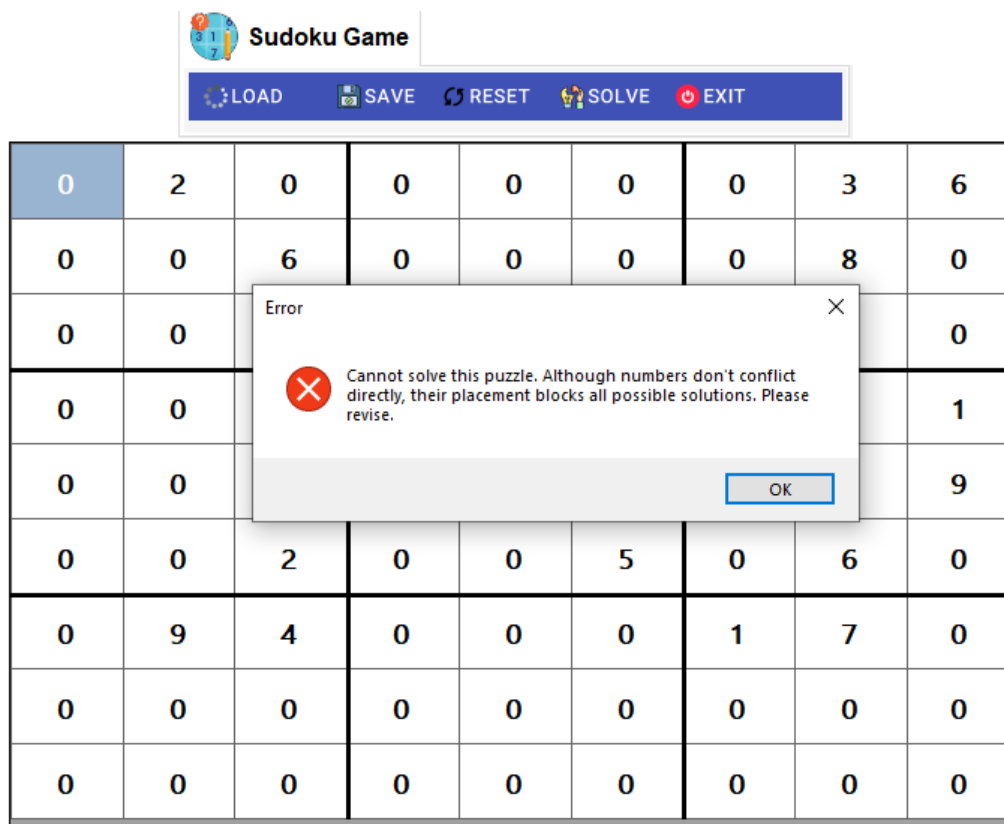 Sudoku Game
LOAD SAVE RESET SOLVE EXIT
0 2 0 0 0 0 0 3 6
0 0 6 0 0 0 0 8 0
Error
0 0 0
Cannot solve this puzzle. Although numbers don't conflict
directly, their placement blocks all possible solutions. Please
revise.
0 0 1
OK
0 0 9
0 0 2 0 0 5 0 6 0
0 9 4 0 0 0 1 7 0
0 0 0 0 0 0 0 0 0
0 0 0 0 0 0 0 0 0